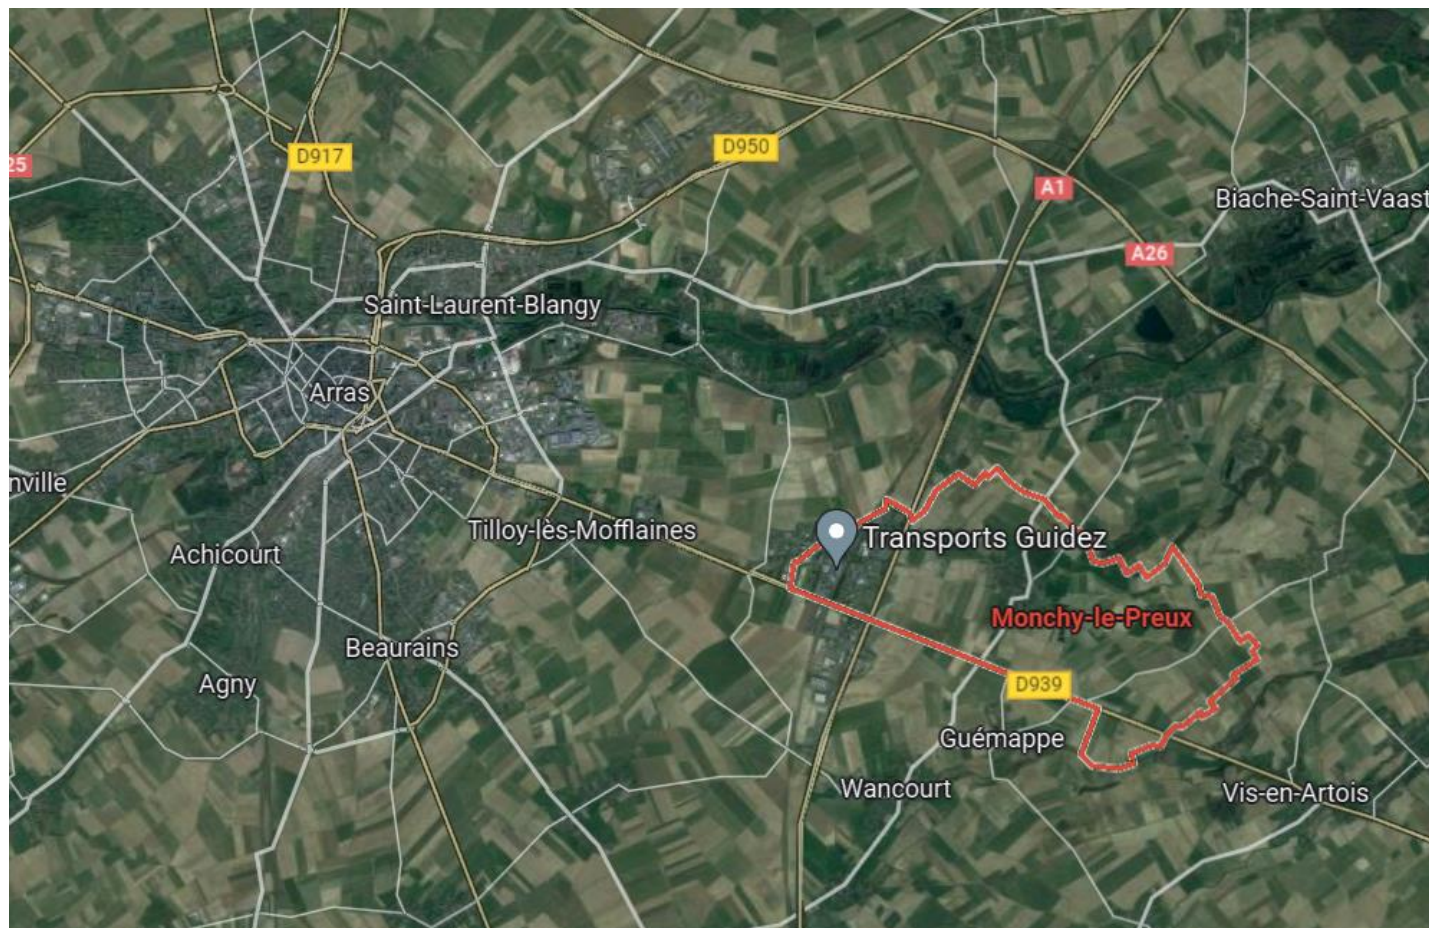 D917
D950
25
A1
Biache-Saint-Vaast
A26
Saint-Laurent-Blangy
Arras
nville
Tilloy-lès-Mofflaines
Transports Guidez
Achicourt
Monchy-le-Preux
Beaurains
Agny
D939
Guémappe
Wancourt
Vis-en-Artois